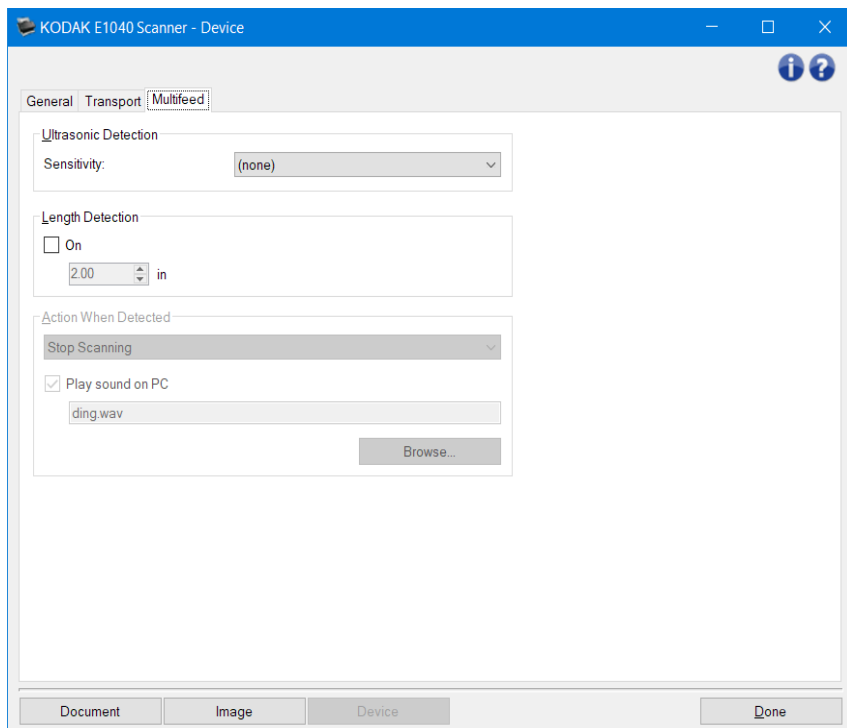 KODAK E1040 Scanner - Device
General Transport Multifeed
Ultrasonic Detection
Sensitivity: (none)
Length Detection
On
2.00 in
Action When Detected
Stop Scanning
Play sound on PC
ding.wav
Browse...
Document Image Device Done